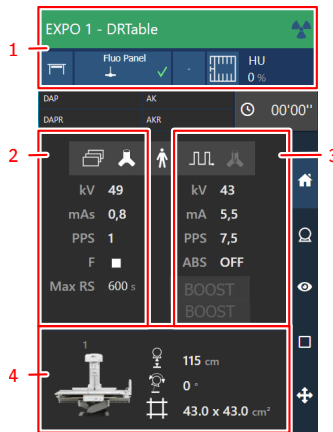 EXPO 1 - DRTable
Fluo Panel
HU
0 %
1
DAP AK
DAPR AKR
00'00''
2
3
kV 49
mAs 0,8
PPS 1
F
Max RS 600 s
kV 43
mA 5,5
PPS 7,5
ABS OFF
BOOST
BOOST
1
115 cm
0 °
43.0 x 43.0 cm²
4